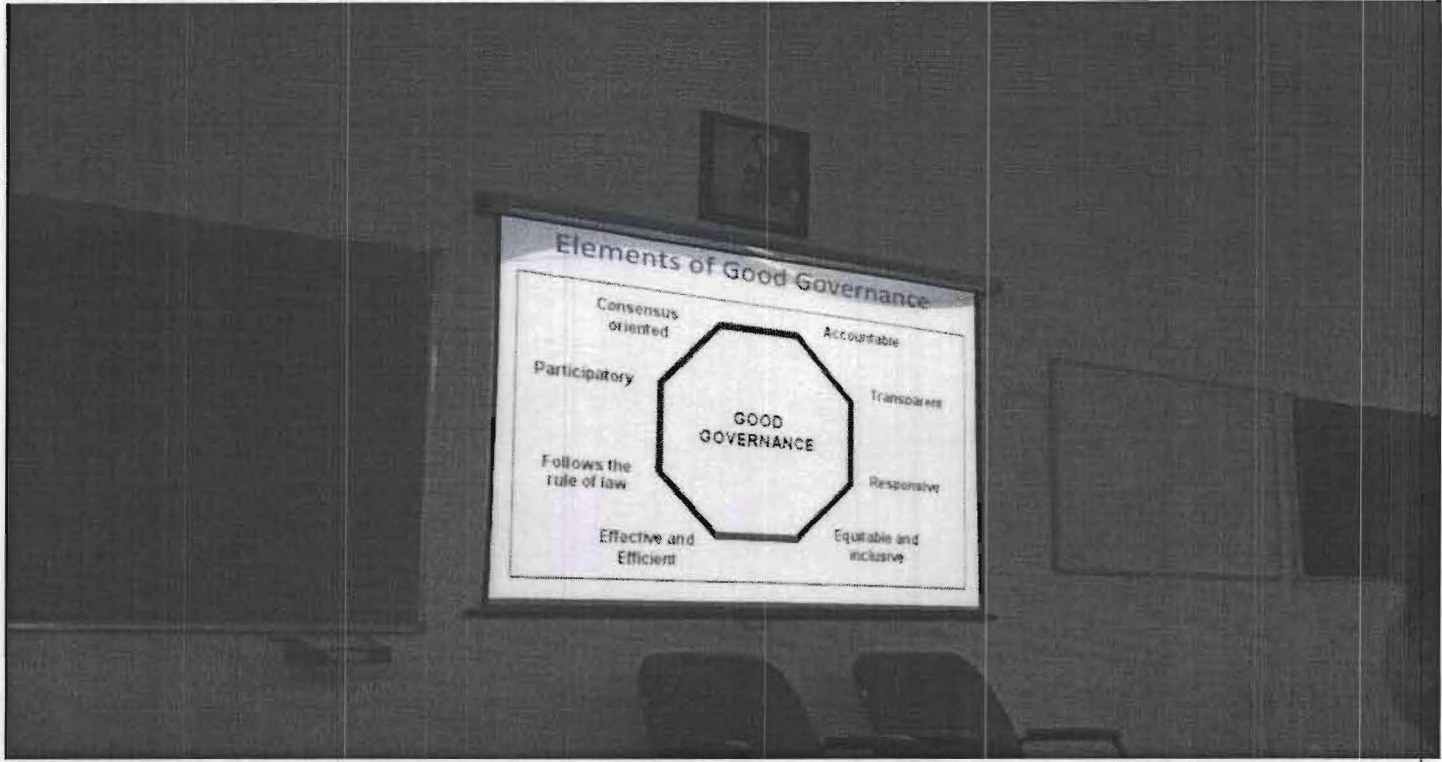 Elements of Good Governance
Consensus
oriented
Accountable
Participatory
Transparent
GOOD
GOVERNANCE
Follows the
rule of law
Responsive
Effective and
Efficient
Equitable and
inclusive